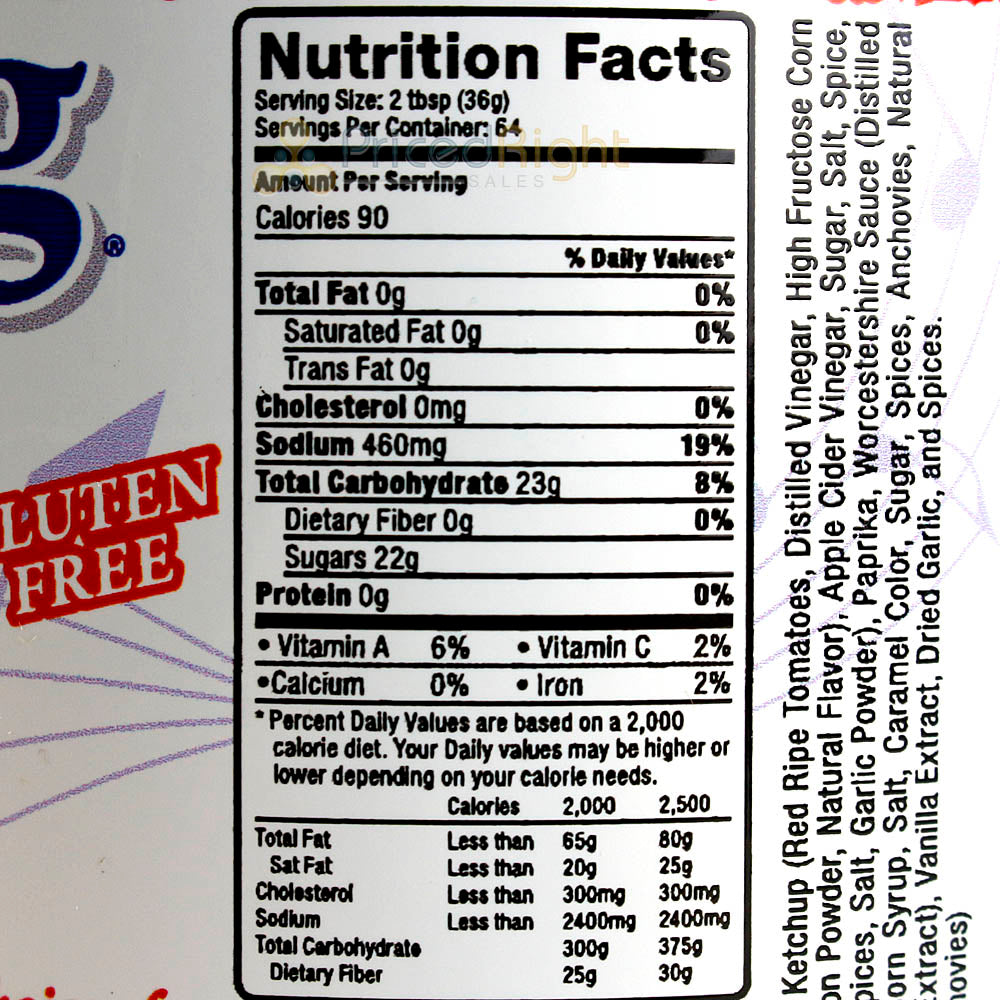 g®
LUTEN
FREE
Nutrition Facts
Serving Size: 2 tbsp (36g)
Servings Per Container: 64
PricedRight
SALES
Amount Per Serving
Calories 90
% Daily Values*
Total Fat 0g 0%
Saturated Fat 0g 0%
Trans Fat 0g
Cholesterol 0mg 0%
Sodium 460mg 19%
Total Carbohydrate 23g 8%
Dietary Fiber 0g 0%
Sugars 22g
Protein 0g 0%
• Vitamin A 6% • Vitamin C 2%
•Calcium 0% • Iron 2%
* Percent Daily Values are based on a 2,000
calorie diet. Your Daily values may be higher or
lower depending on your calorie needs.
Calories 2,000 2,500
Total Fat Less than 65g 80g
Sat Fat Less than 20g 25g
Cholesterol Less than 300mg 300mg
Sodium Less than 2400mg 2400mg
Total Carbohydrate 300g 375g
Dietary Fiber 25g 30g
Ketchup (Red Ripe Tomatoes, Distilled Vinegar, High Fructose Corn
on Powder, Natural Flavor), Apple Cider Vinegar, Sugar, Salt, Spice,
pices, Salt, Garlic Powder), Paprika, Worcestershire Sauce (Distilled
orn Syrup, Salt, Caramel Color, Sugar, Spices, Anchovies, Natural
xtract), Vanilla Extract, Dried Garlic, and Spices.
hovies)